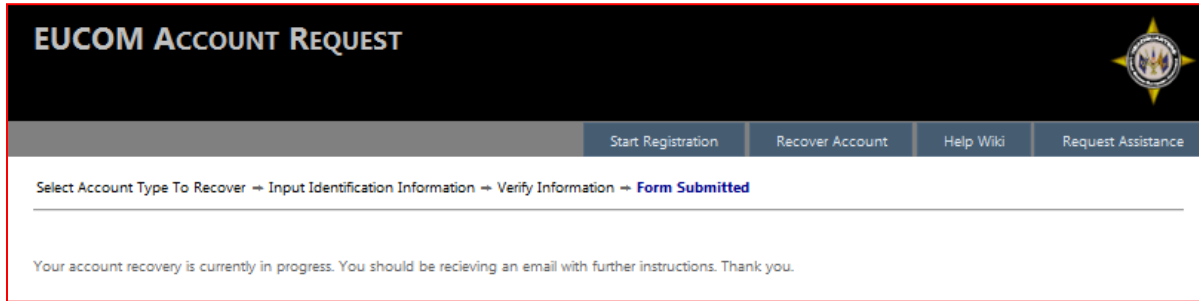 EUCOM ACCOUNT REQUEST
Start Registration Recover Account Help Wiki Request Assistance
Select Account Type To Recover → Input Identification Information → Verify Information → Form Submitted
Your account recovery is currently in progress. You should be recieving an email with further instructions. Thank you.